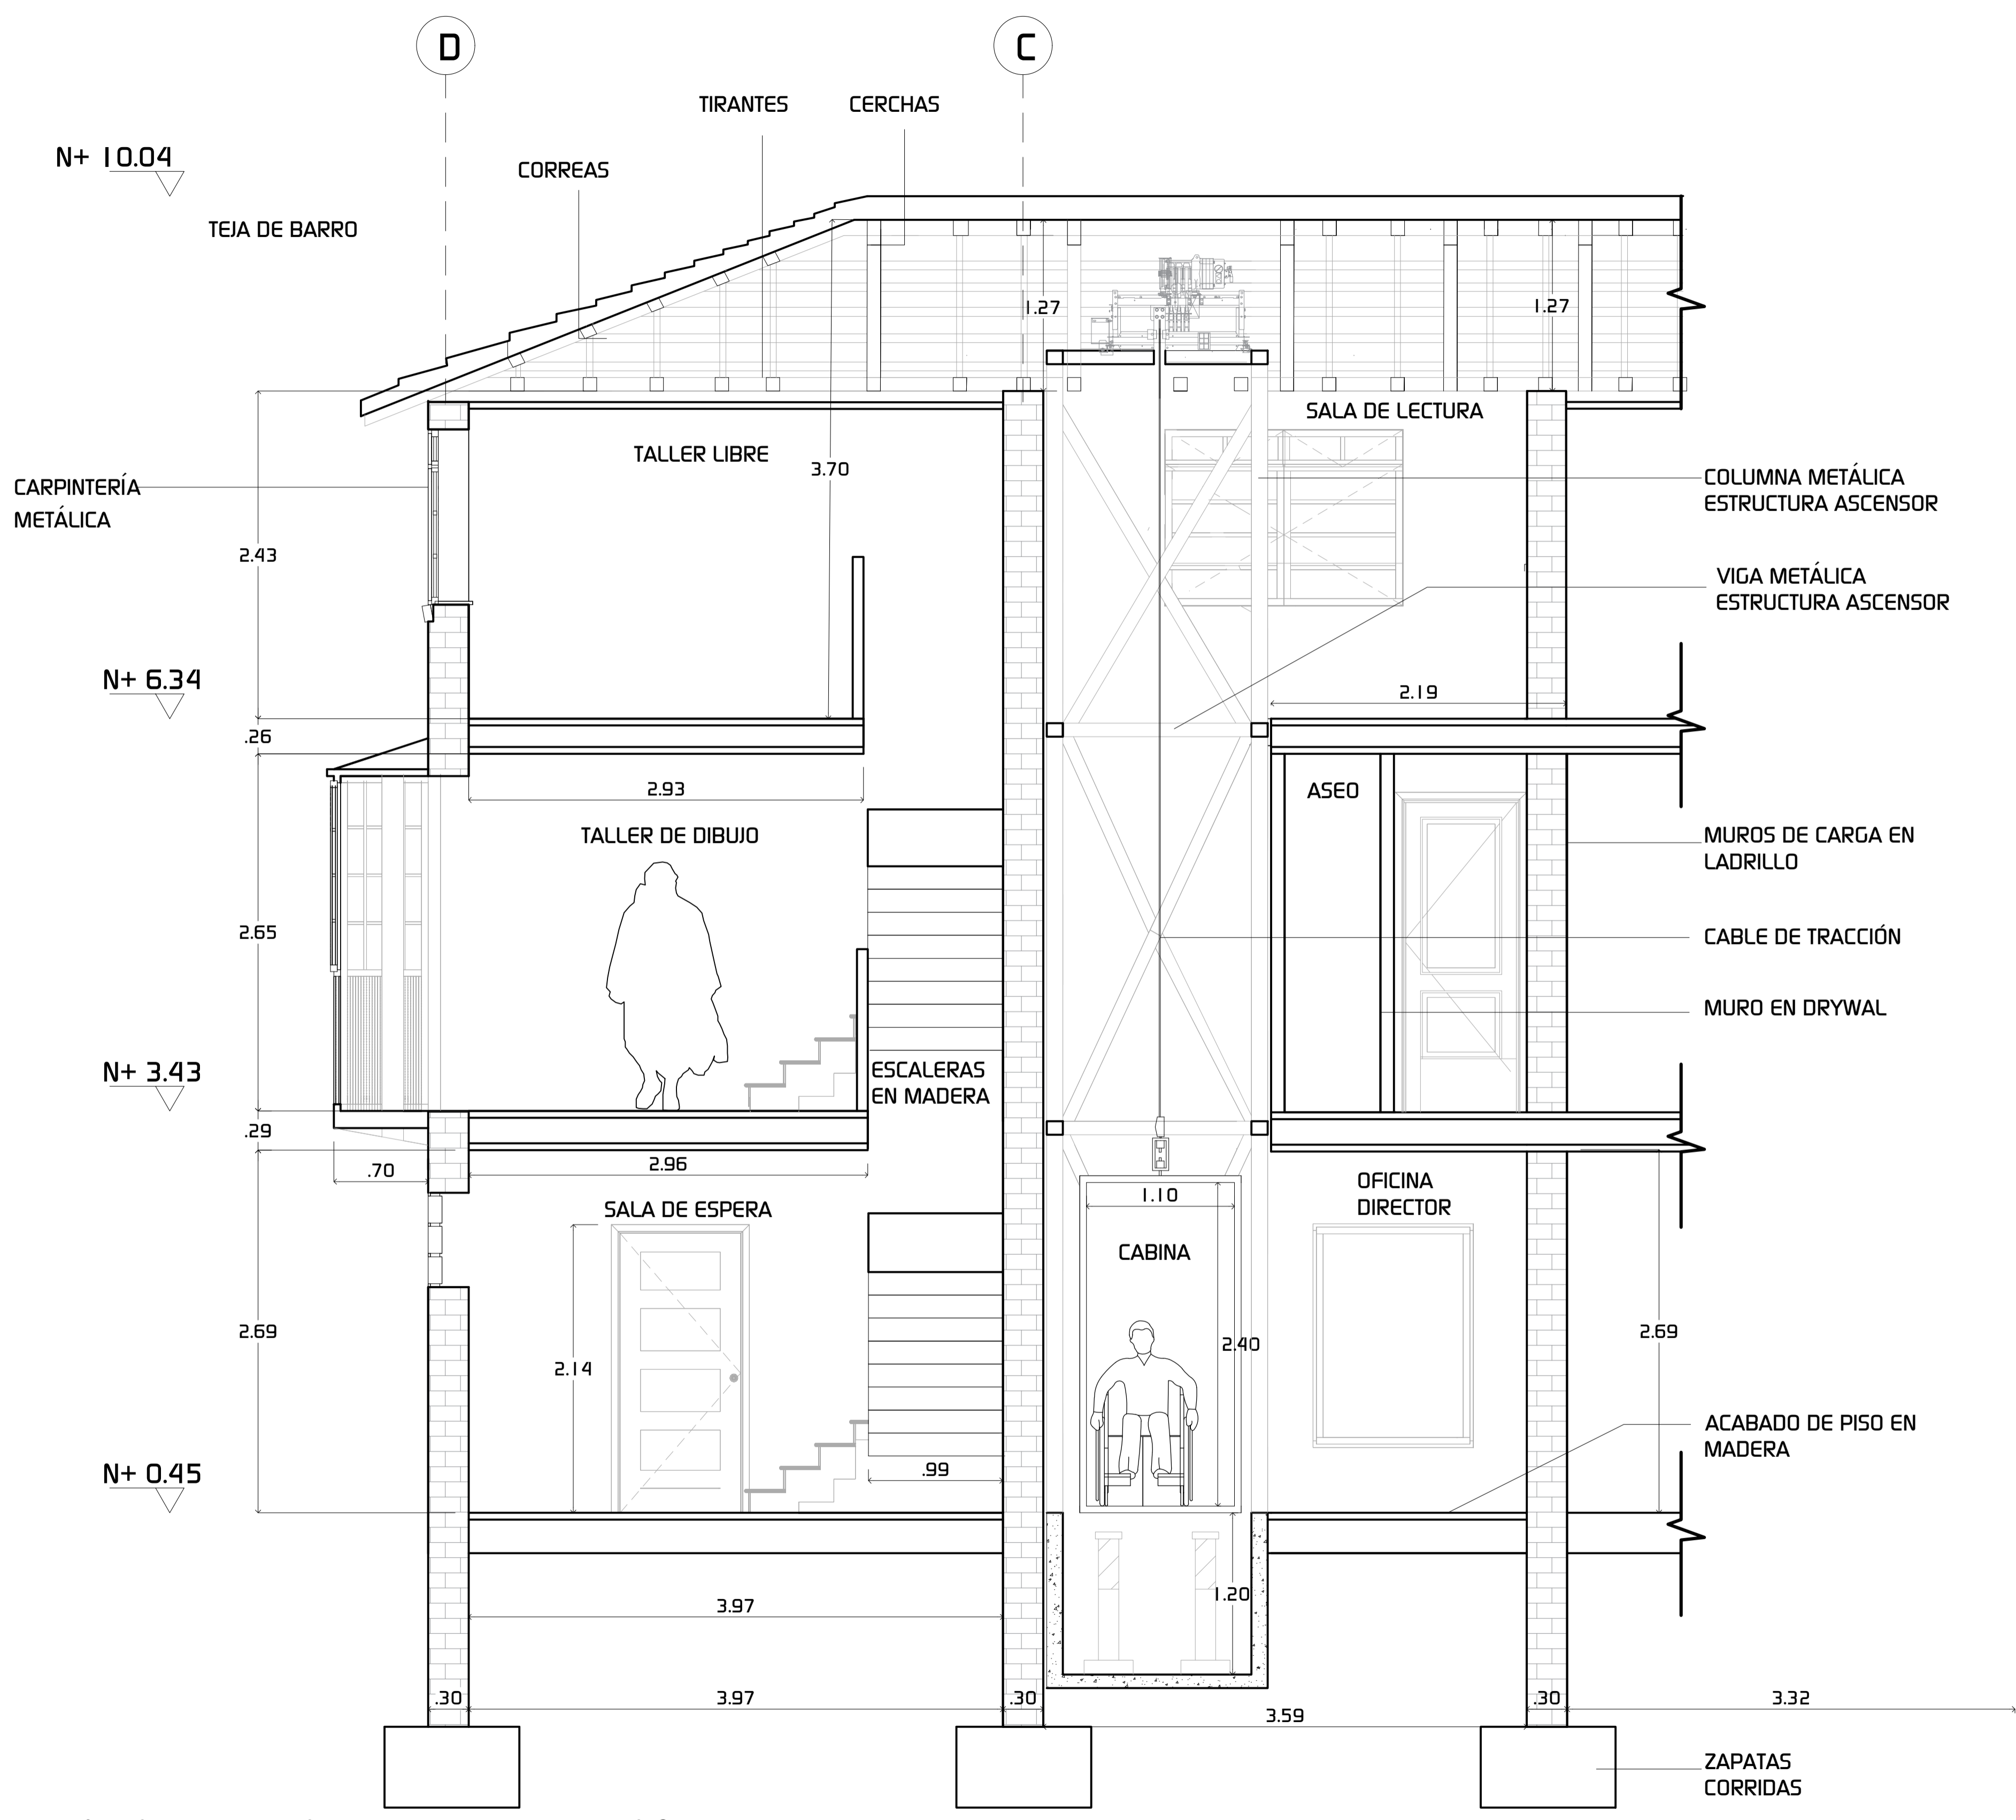 D
C
TIRANTES
CERCHAS
N+ 10.04
CORREAS
TEJA DE BARRO
1.27
1.27
SALA DE LECTURA
TALLER LIBRE
3.70
CARPINTERÍA
METÁLICA
COLUMNA METÁLICA
ESTRUCTURA ASCENSOR
2.43
VIGA METÁLICA
ESTRUCTURA ASCENSOR
N+ 6.34
2.19
.26
2.93
ASEO
TALLER DE DIBUJO
MUROS DE CARGA EN
LADRILLO
2.65
CABLE DE TRACCIÓN
MURO EN DRYWAL
N+ 3.43
ESCALERAS
EN MADERA
.29
.70
2.96
OFICINA
DIRECTOR
1.10
SALA DE ESPERA
CABINA
2.69
2.14
2.40
2.69
ACABADO DE PISO EN
MADERA
N+ 0.45
.99
1.20
3.97
.30
3.97
.30
3.59
.30
3.32
ZAPATAS
CORRIDAS